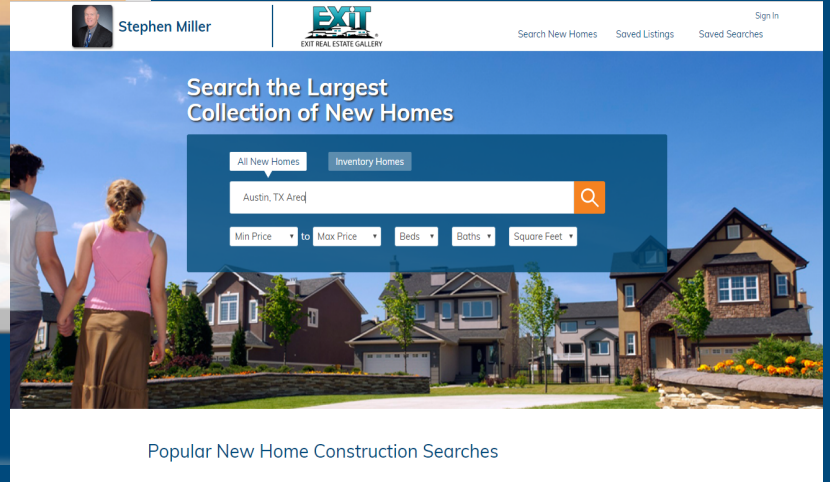 Stephen Miller
EXIT
EXIT REAL ESTATE GALLERY
Sign In
Search New Homes
Saved Listings
Saved Searches
Search the Largest
Collection of New Homes
All New Homes
Inventory Homes
Austin, TX Area
Min Price
to
Max Price
Beds
Baths
Square Feet
Popular New Home Construction Searches